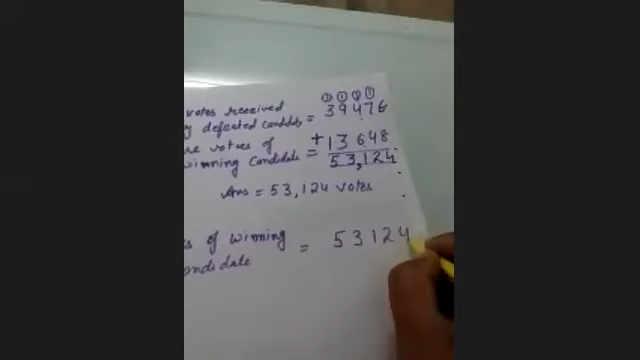 votes received
defeated candidate = 39476
re votes of + 13648
winning candidate = 53,124
Ans = 53,124 votes
of winning
candidate = 53124